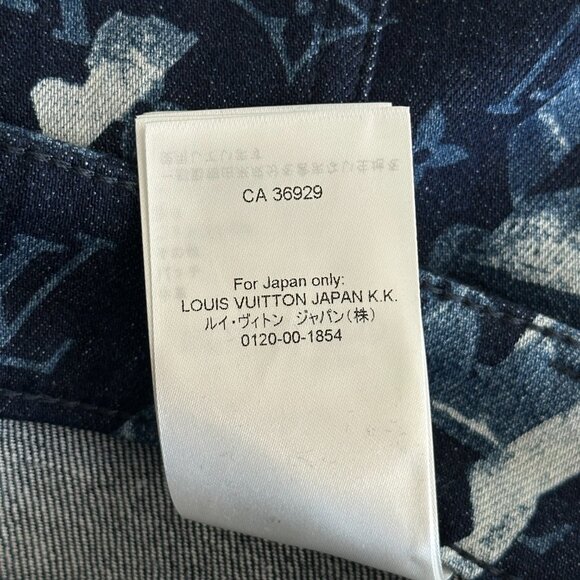 CA 36929
For Japan only:
LOUIS VUITTON JAPAN K.K.
ルイ・ヴィトン ジャパン(株)
0120-00-1854